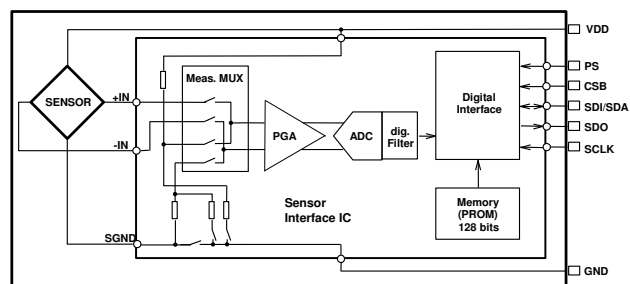 VDD
PS
CSB
SDI/SDA
SDO
SCLK
GND
SENSOR
+IN
-IN
SGND
Meas. MUX
PGA
ADC
dig.
Filter
Digital
Interface
Memory
(PROM)
128 bits
Sensor
Interface IC